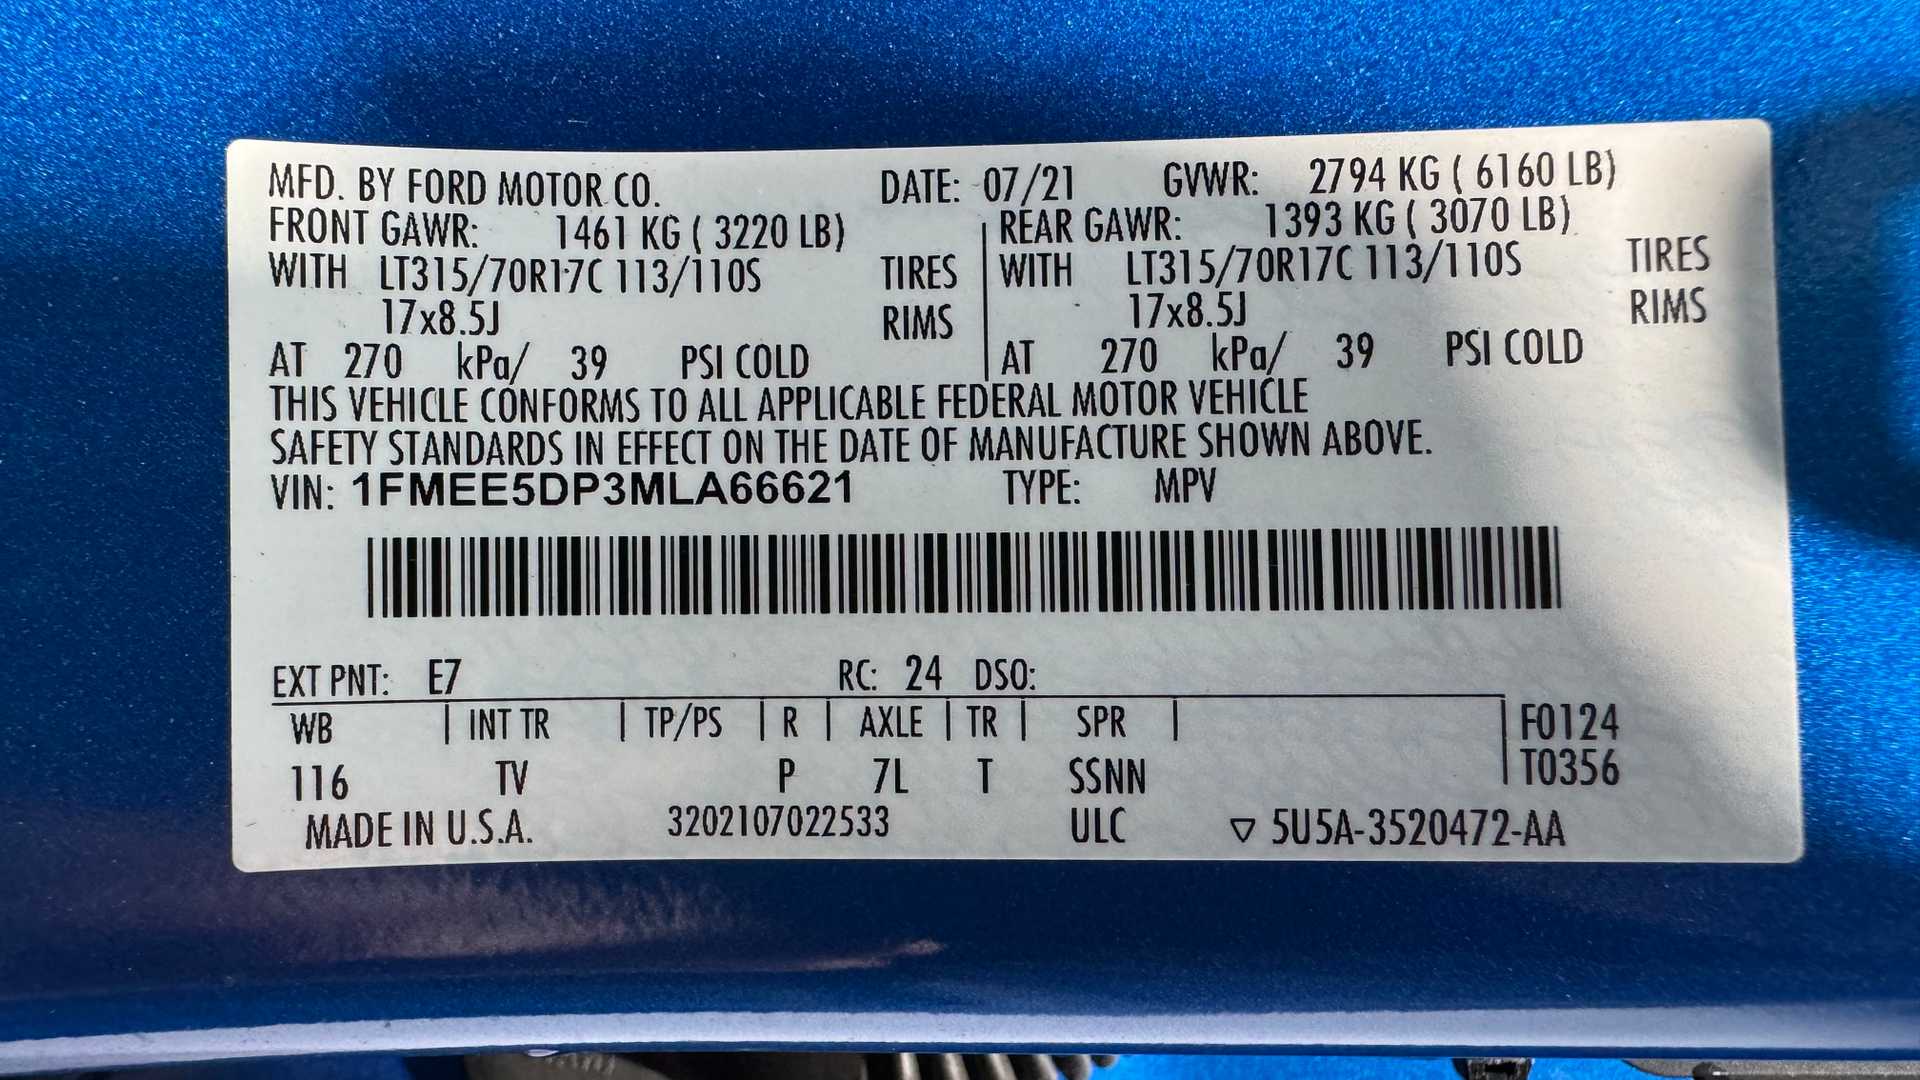 MFD. BY FORD MOTOR CO. DATE: 07/21 GVWR: 2794 KG ( 6160 LB)
FRONT GAWR: 1461 KG ( 3220 LB) REAR GAWR: 1393 KG ( 3070 LB)
WITH LT315/70R17C 113/110S TIRES WITH LT315/70R17C 113/110S TIRES
17x8.5J RIMS 17x8.5J RIMS
AT 270 kPa/ 39 PSI COLD AT 270 kPa/ 39 PSI COLD
THIS VEHICLE CONFORMS TO ALL APPLICABLE FEDERAL MOTOR VEHICLE
SAFETY STANDARDS IN EFFECT ON THE DATE OF MANUFACTURE SHOWN ABOVE.
VIN: 1FMEE5DP3MLA66621 TYPE: MPV
EXT PNT: E7 RC: 24 DSO:
WB | INT TR | TP/PS | R | AXLE | TR | SPR | F0124
116 TV P 7L T SSNN T0356
MADE IN U.S.A. 3202107022533 ULC ▽ 5U5A-3520472-AA